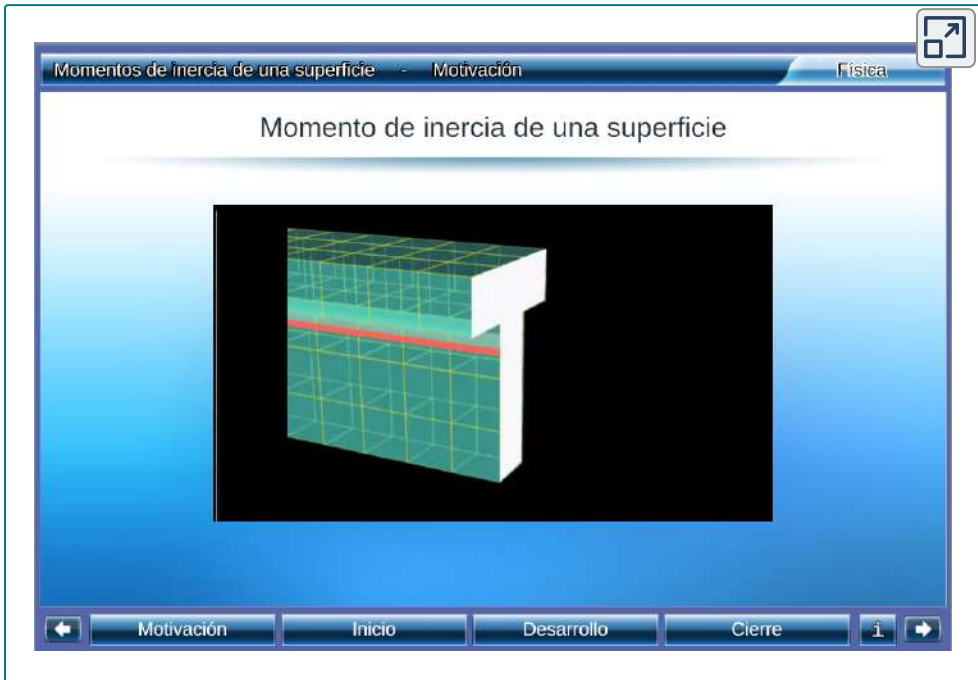 Momentos de inercia de una superficie - Motivación
Física
Momento de inercia de una superficie
Motivación
Inicio
Desarrollo
Cierre
i